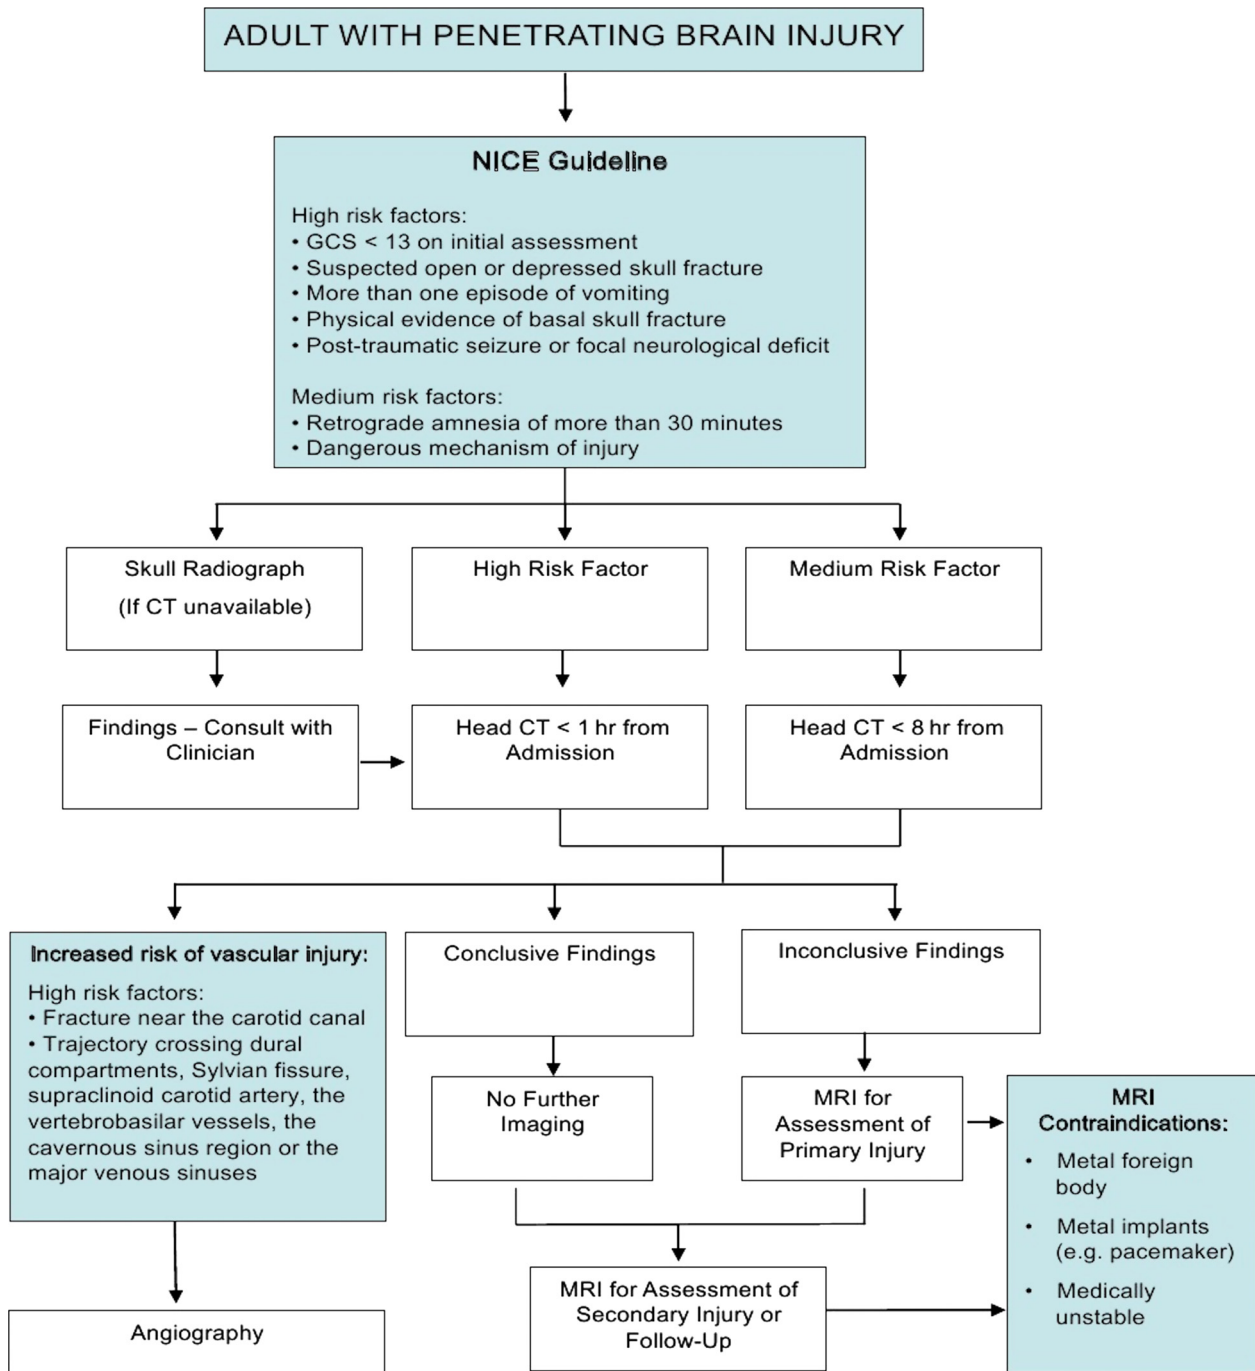 ADULT WITH PENETRATING BRAIN INJURY
NICE Guideline
High risk factors:
• GCS < 13 on initial assessment
• Suspected open or depressed skull fracture
• More than one episode of vomiting
• Physical evidence of basal skull fracture
• Post-traumatic seizure or focal neurological deficit
Medium risk factors:
• Retrograde amnesia of more than 30 minutes
• Dangerous mechanism of injury
Skull Radiograph
(If CT unavailable)
High Risk Factor
Medium Risk Factor
Findings – Consult with
Clinician
Head CT < 1 hr from
Admission
Head CT < 8 hr from
Admission
Increased risk of vascular injury:
High risk factors:
• Fracture near the carotid canal
• Trajectory crossing dural
compartments, Sylvian fissure,
supraclinoid carotid artery, the
vertebrobasilar vessels, the
cavernous sinus region or the
major venous sinuses
Conclusive Findings
Inconclusive Findings
No Further
Imaging
MRI for
Assessment of
Primary Injury
MRI
Contraindications:
• Metal foreign
body
• Metal implants
(e.g. pacemaker)
• Medically
unstable
Angiography
MRI for Assessment of
Secondary Injury or
Follow-Up